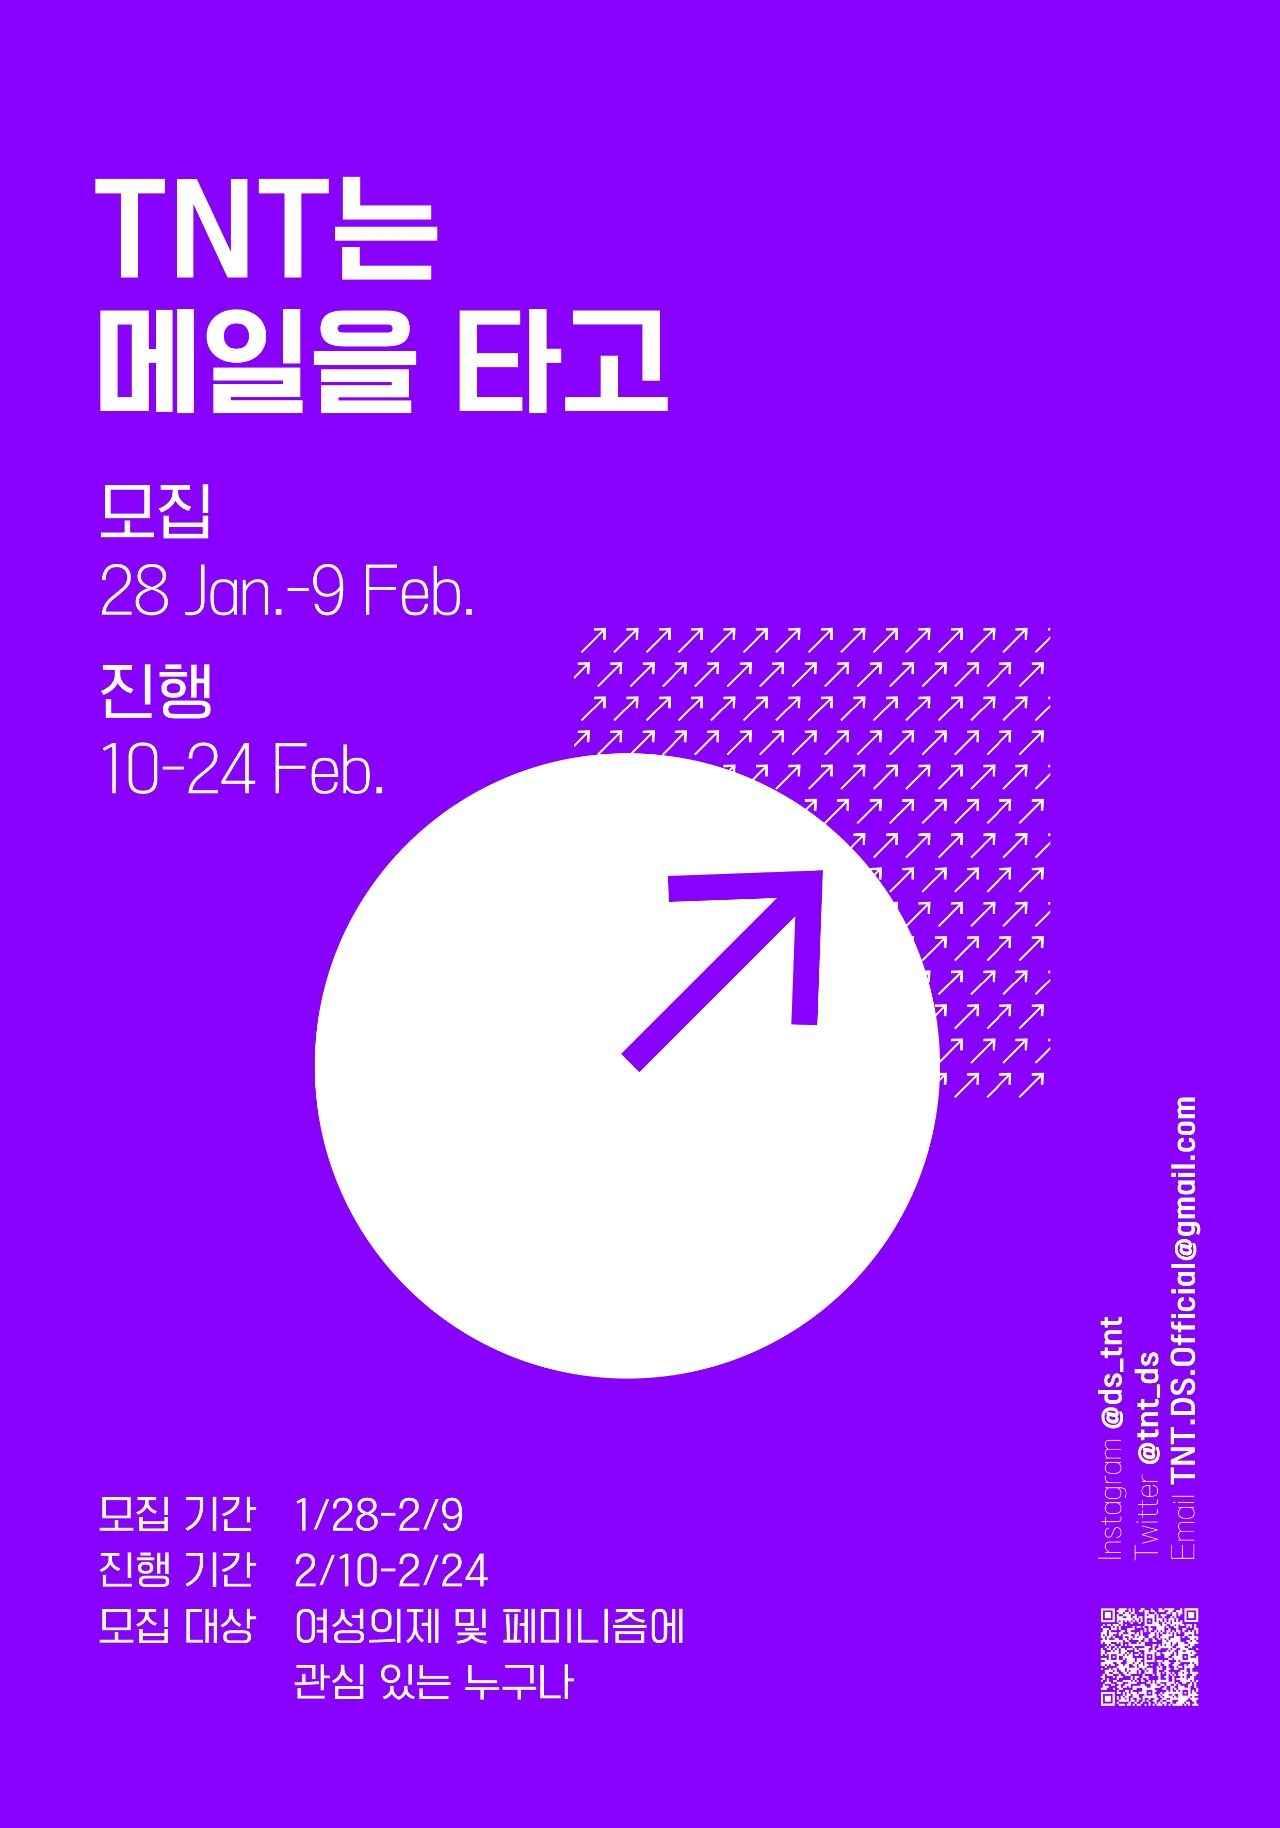 TNT는
메일을 타고
모집
28 Jan.-9 Feb.
진행
10-24 Feb.
Instagram @ds_tnt
Twitter @tnt_ds
Email TNT.DS.Official@gmail.com
모집 기간 1/28-2/9
진행 기간 2/10-2/24
모집 대상 여성의제 및 페미니즘에
관심 있는 누구나